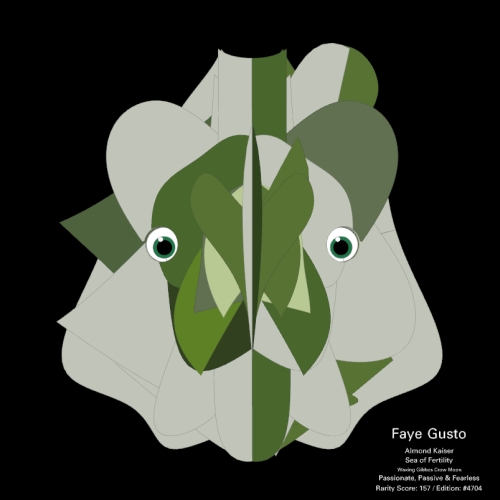 Faye Gusto
Almond Kaiser
Sea of Fertility
Waxing Gibbos Crow Moon
Passionate, Passive & Fearless
Rarity Score: 157 / Edition: #4704